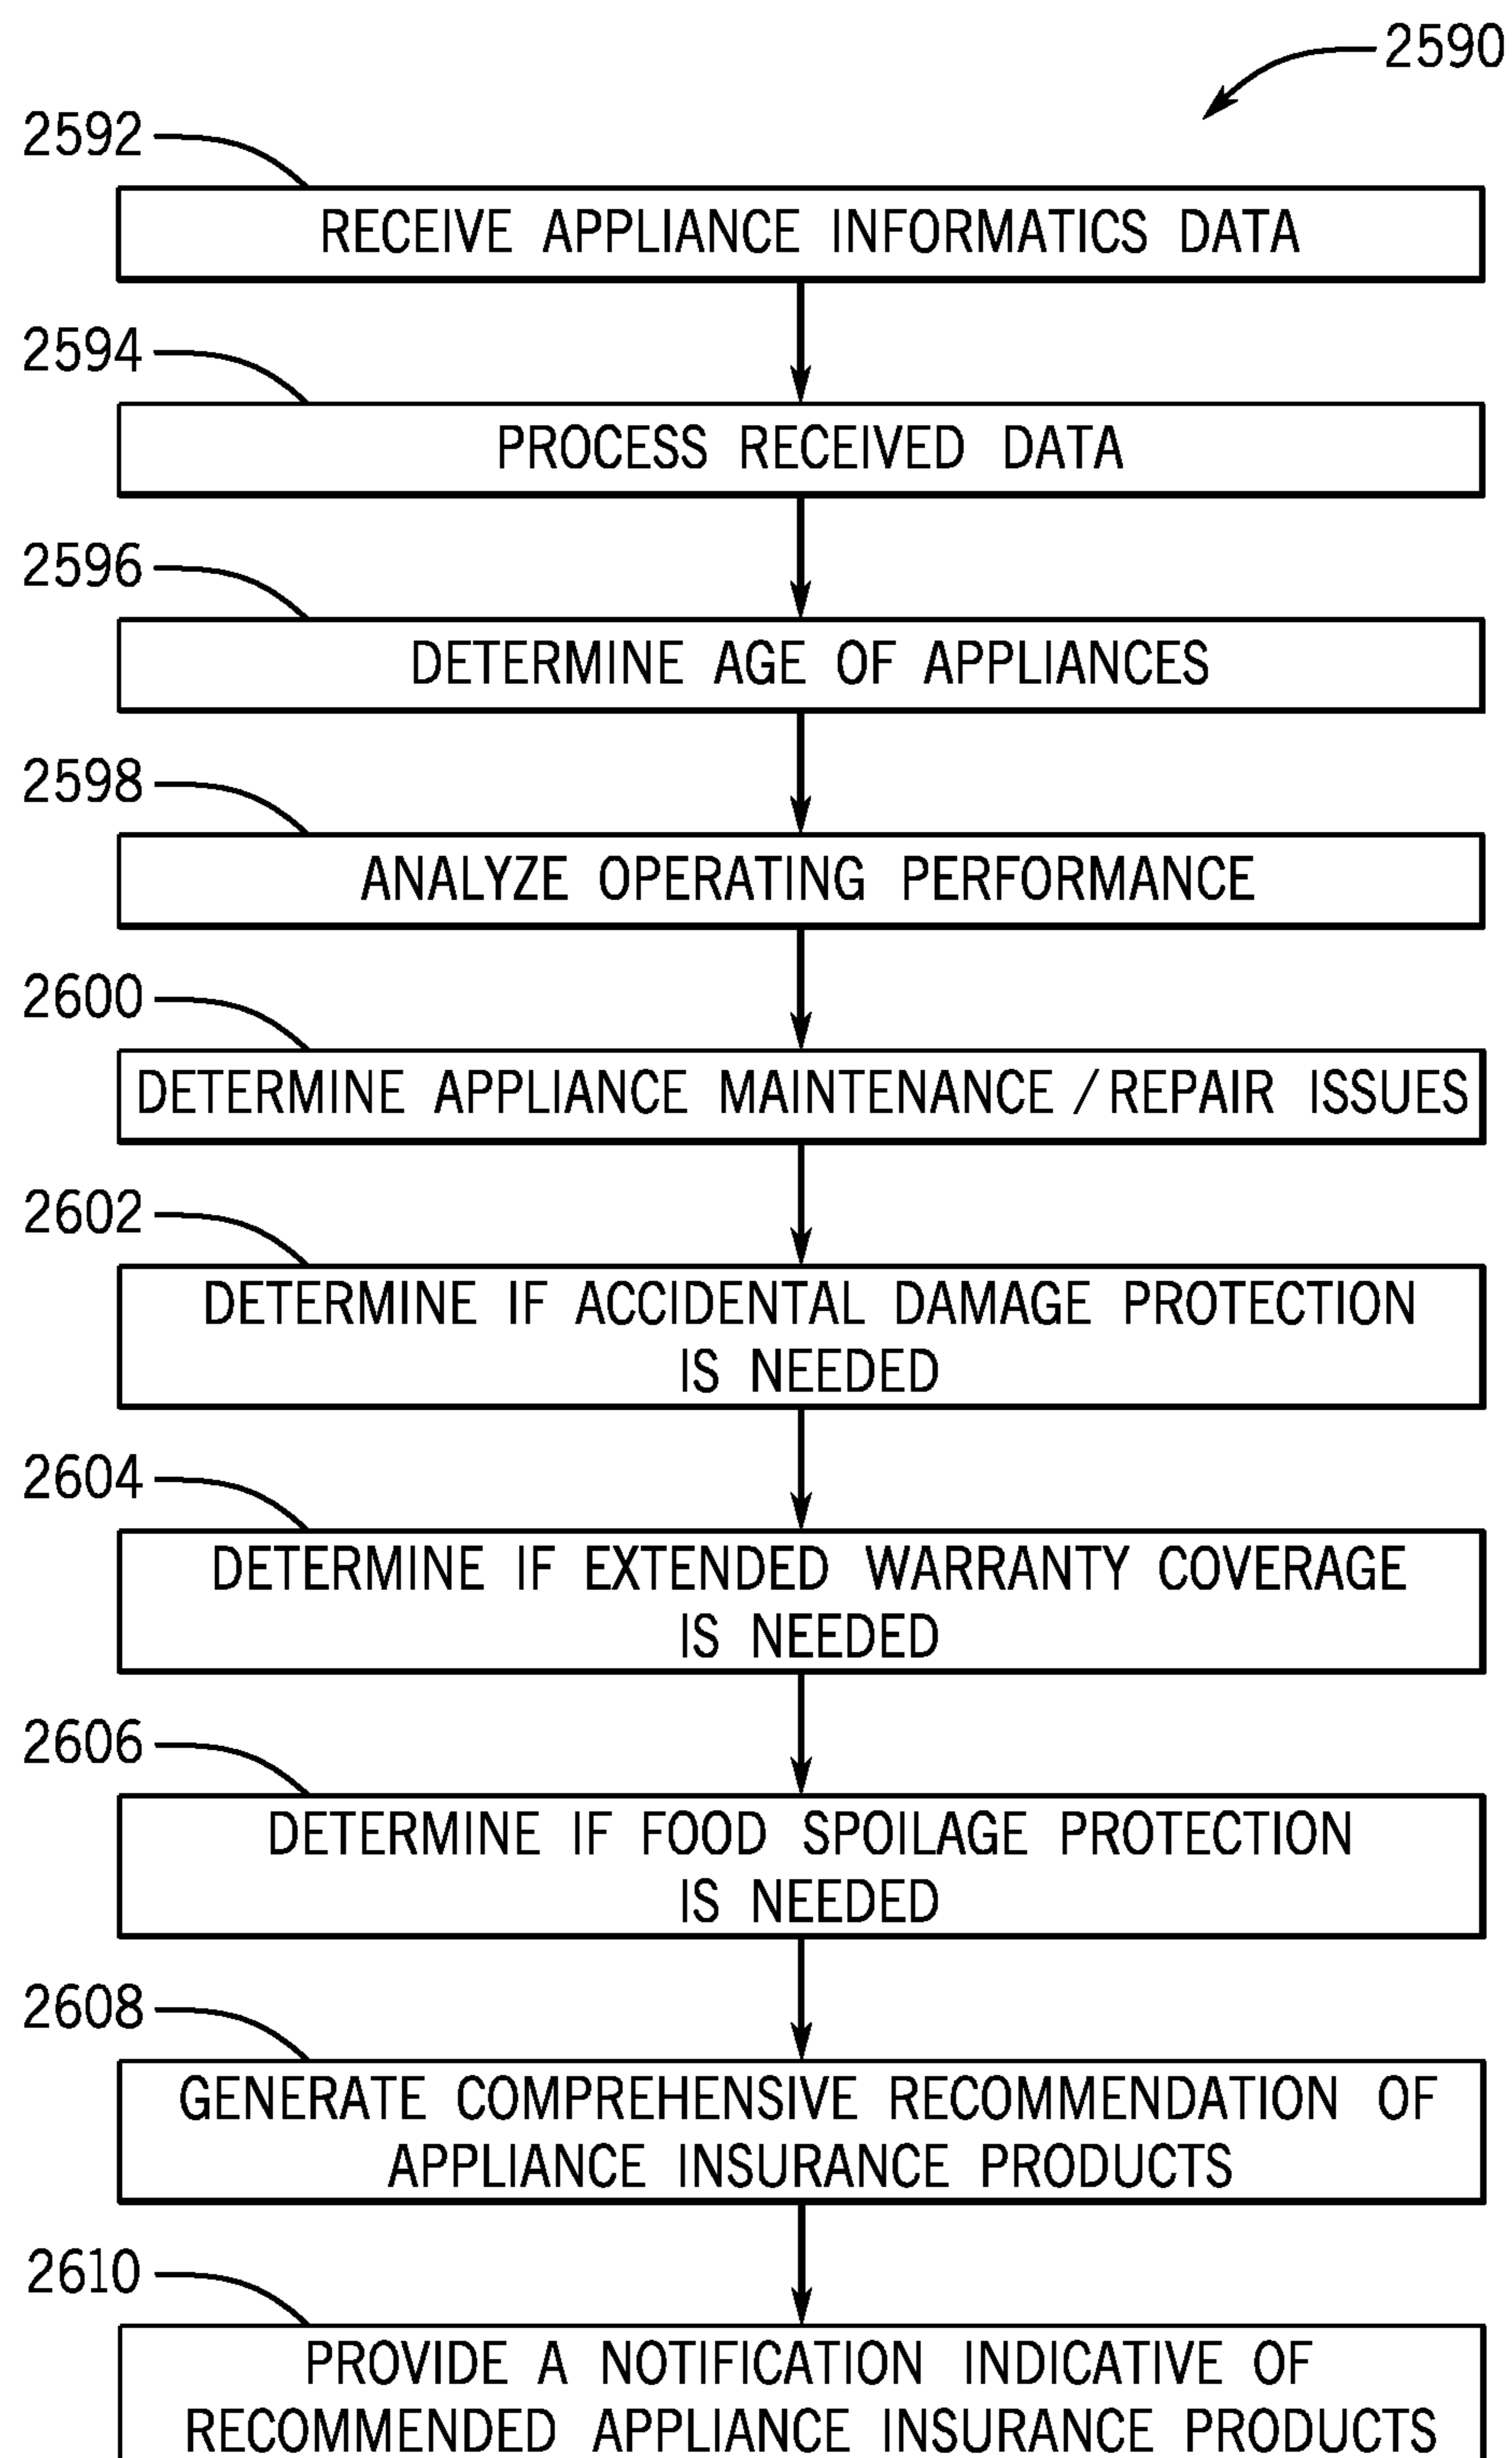 2590
2592
RECEIVE APPLIANCE INFORMATICS DATA
2594
PROCESS RECEIVED DATA
2596
DETERMINE AGE OF APPLIANCES
2598
ANALYZE OPERATING PERFORMANCE
2600
DETERMINE APPLIANCE MAINTENANCE/REPAIR ISSUES
2602
DETERMINE IF ACCIDENTAL DAMAGE PROTECTION
IS NEEDED
2604
DETERMINE IF EXTENDED WARRANTY COVERAGE
IS NEEDED
2606
DETERMINE IF FOOD SPOILAGE PROTECTION
IS NEEDED
2608
GENERATE COMPREHENSIVE RECOMMENDATION OF
APPLIANCE INSURANCE PRODUCTS
2610
PROVIDE A NOTIFICATION INDICATIVE OF
RECOMMENDED APPLIANCE INSURANCE PRODUCTS